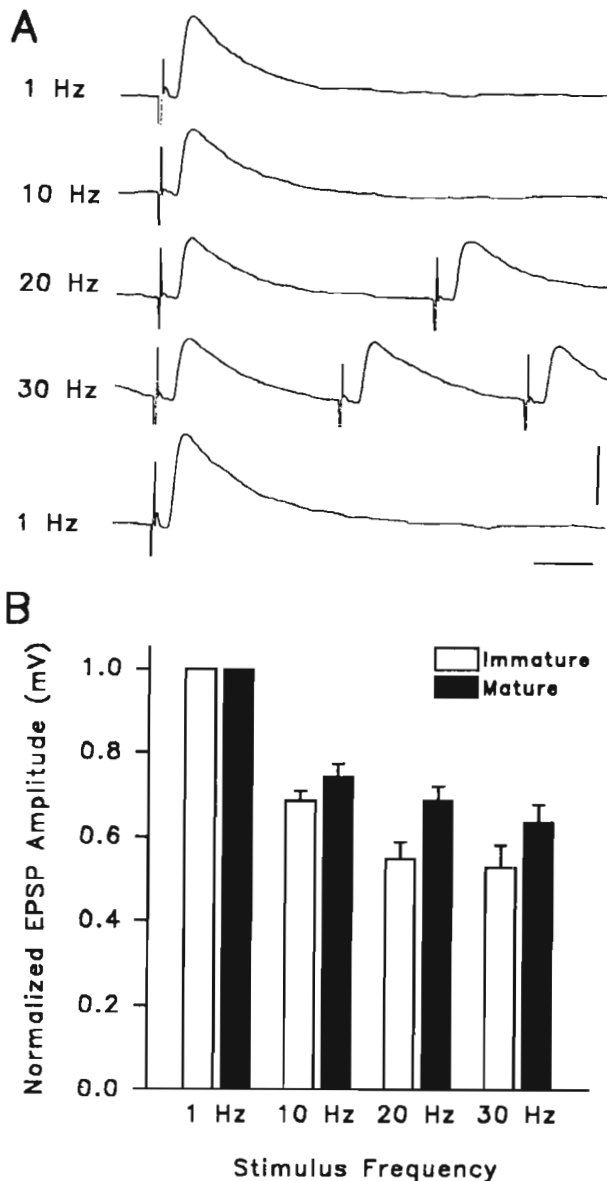 A
1 Hz
10 Hz
20 Hz
30 Hz
1 Hz
B
Normalized EPSP Amplitude (mV)
Immature
Mature
1.0
0.8
0.6
0.4
0.2
0.0
1 Hz 10 Hz 20 Hz 30 Hz
Stimulus Frequency